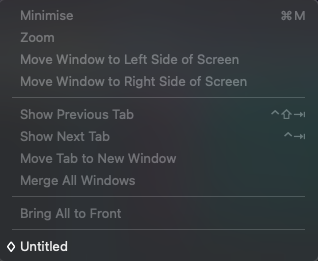 Minimise ⌘M
Zoom
Move Window to Left Side of Screen
Move Window to Right Side of Screen
Show Previous Tab ^⇧⇥
Show Next Tab ^⇥
Move Tab to New Window
Merge All Windows
Bring All to Front
◊ Untitled